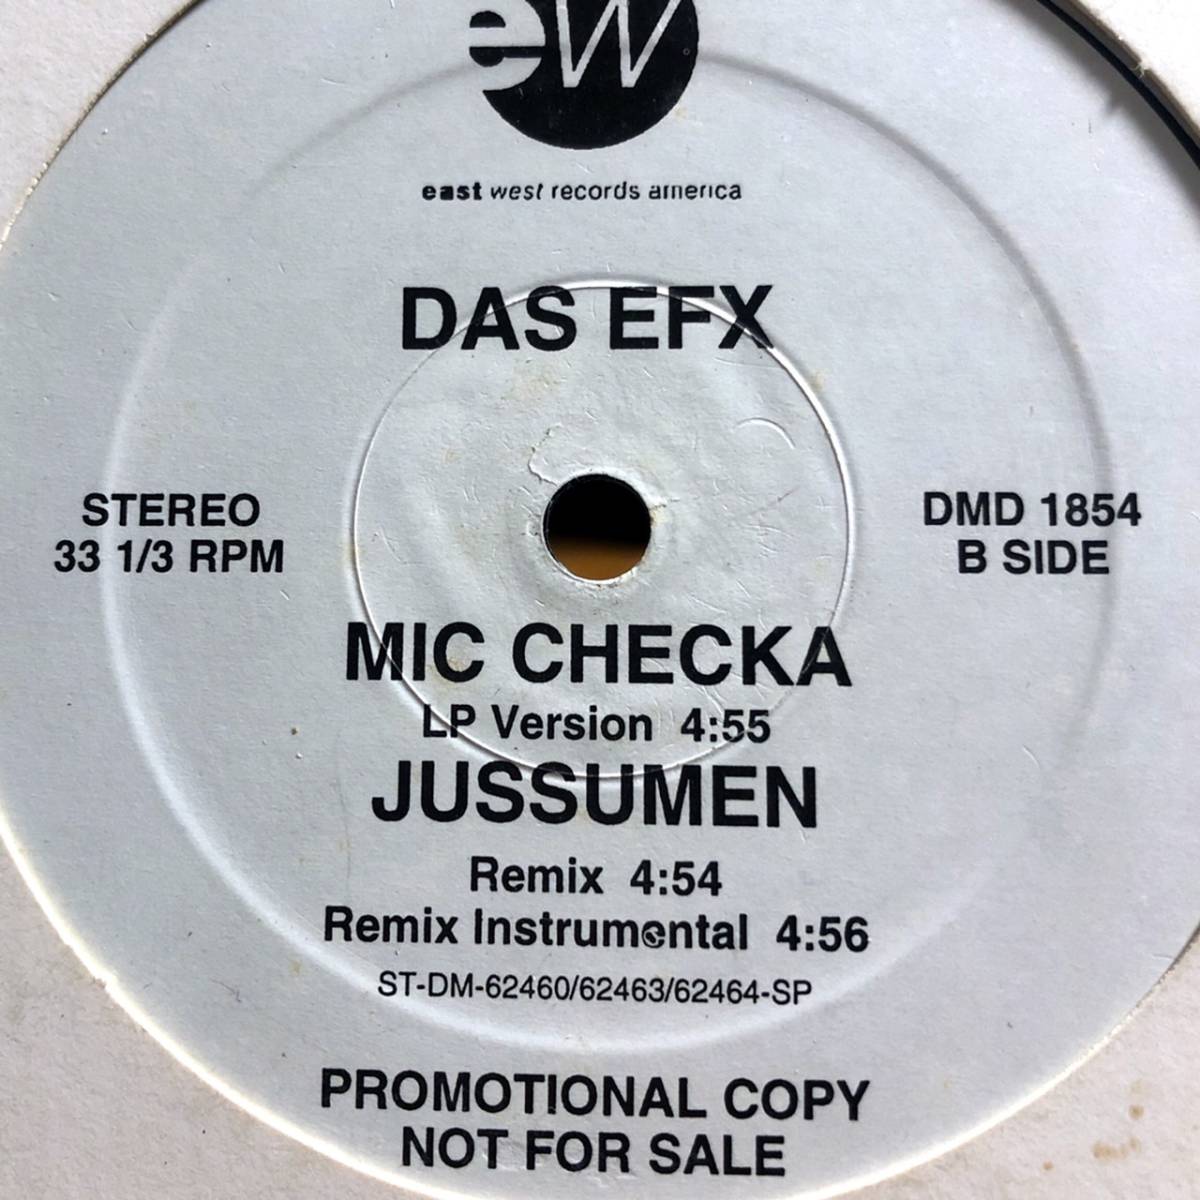 ew
east west records america
DAS EFX
STEREO
33 1/3 RPM
DMD 1854
B SIDE
MIC CHECKA
LP Version 4:55
JUSSUMEN
Remix 4:54
Remix Instrumental 4:56
ST-DM-62460/62463/62464-SP
PROMOTIONAL COPY
NOT FOR SALE